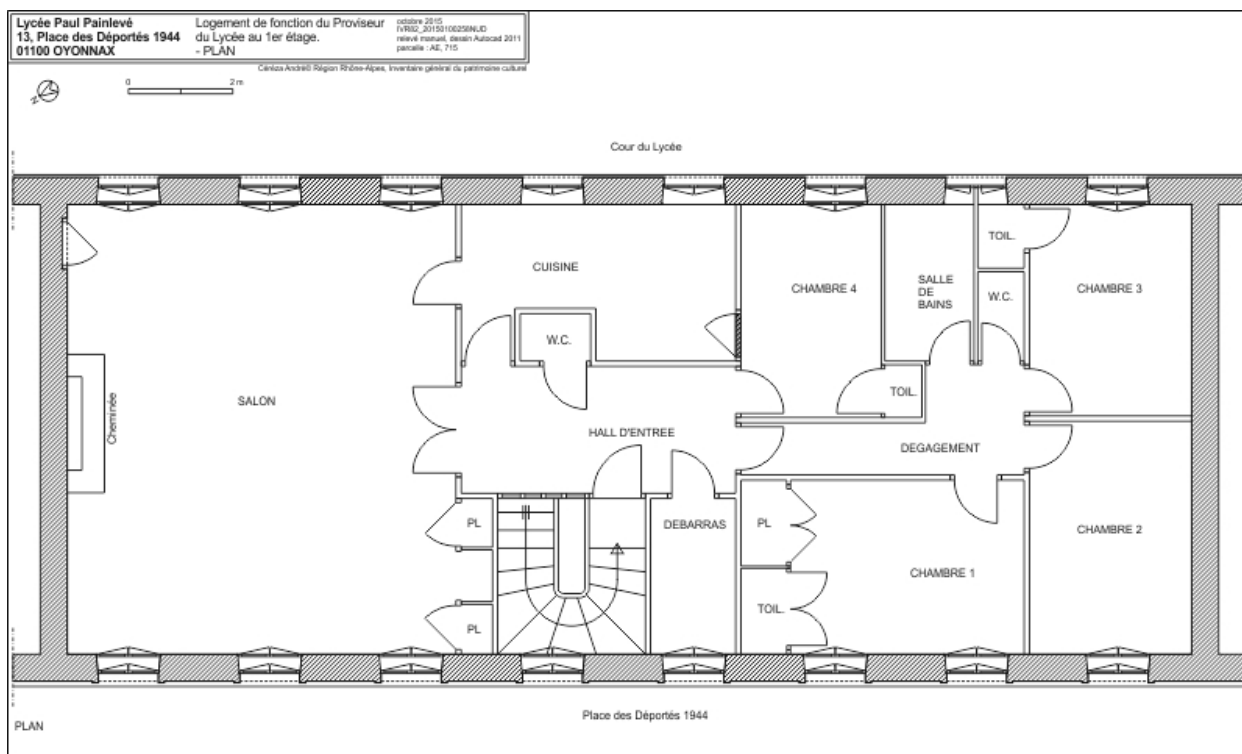 Lycée Paul Painlevé
13, Place des Déportés 1944
01100 OYONNAX
Logement de fonction du Proviseur
du Lycée au 1er étage.
- PLAN
octobre 2015
IVR82_20150100258NUD
relevé manuel, dessin Autocad 2011
parcelle : AE, 715
Céréza André© Région Rhône-Alpes, Inventaire général du patrimoine culturel
N
0 2 m
Cour du Lycée
CUISINE
TOIL.
CHAMBRE 4
SALLE
DE
BAINS
W.C.
CHAMBRE 3
W.C.
SALON
Cheminée
TOIL.
HALL D'ENTREE
DEGAGEMENT
PL
DEBARRAS
PL
CHAMBRE 2
CHAMBRE 1
TOIL.
PL
Place des Déportés 1944
PLAN